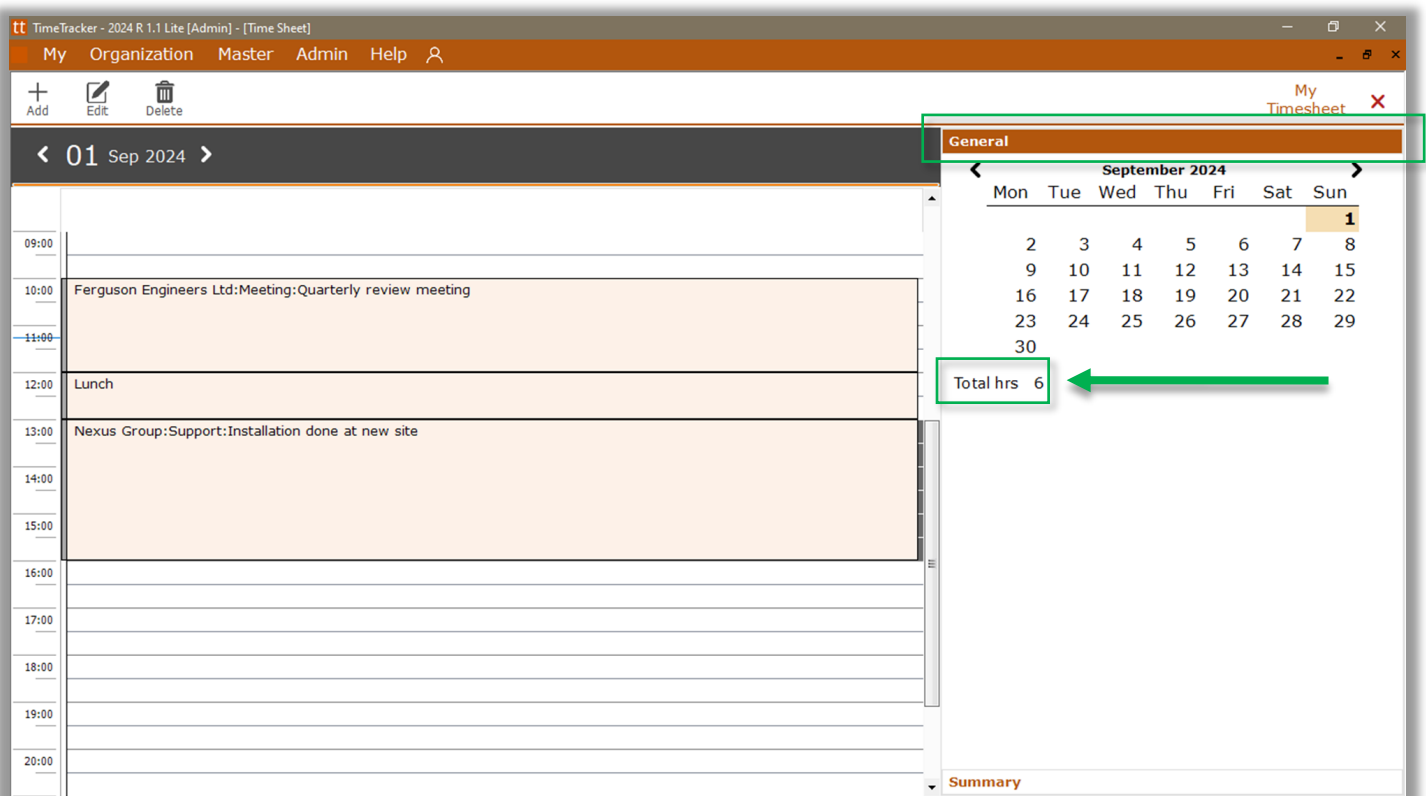 tt TimeTracker - 2024 R 1.1 Lite [Admin] - [Time Sheet]
My Organization Master Admin Help
Add Edit Delete
My
Timesheet
01 Sep 2024
09:00
10:00 Ferguson Engineers Ltd:Meeting:Quarterly review meeting
11:00
12:00 Lunch
13:00 Nexus Group:Support:Installation done at new site
14:00
15:00
16:00
17:00
18:00
19:00
20:00
General
September 2024
Mon Tue Wed Thu Fri Sat Sun
1
2 3 4 5 6 7 8
9 10 11 12 13 14 15
16 17 18 19 20 21 22
23 24 25 26 27 28 29
30
Total hrs 6
Summary